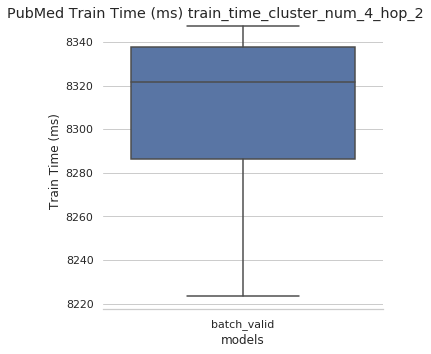 PubMed Train Time (ms) train_time_cluster_num_4_hop_2
8340
8320
8300
8280
8260
8240
8220
Train Time (ms)
batch_valid
models